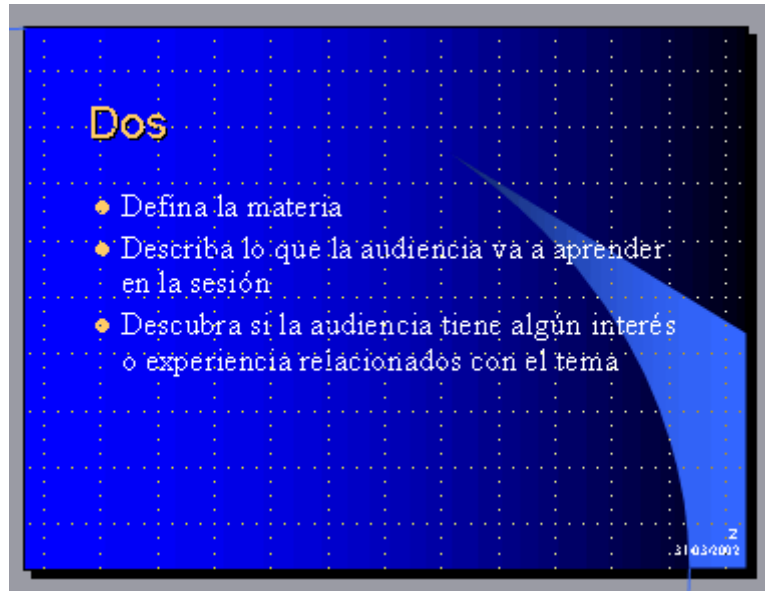 Dos
Defina la materia
Describa lo que la audiencia va a aprender
en la sesión
Descubra si la audiencia tiene algún interés
o experiencia relacionados con el tema
2
31/03/2002